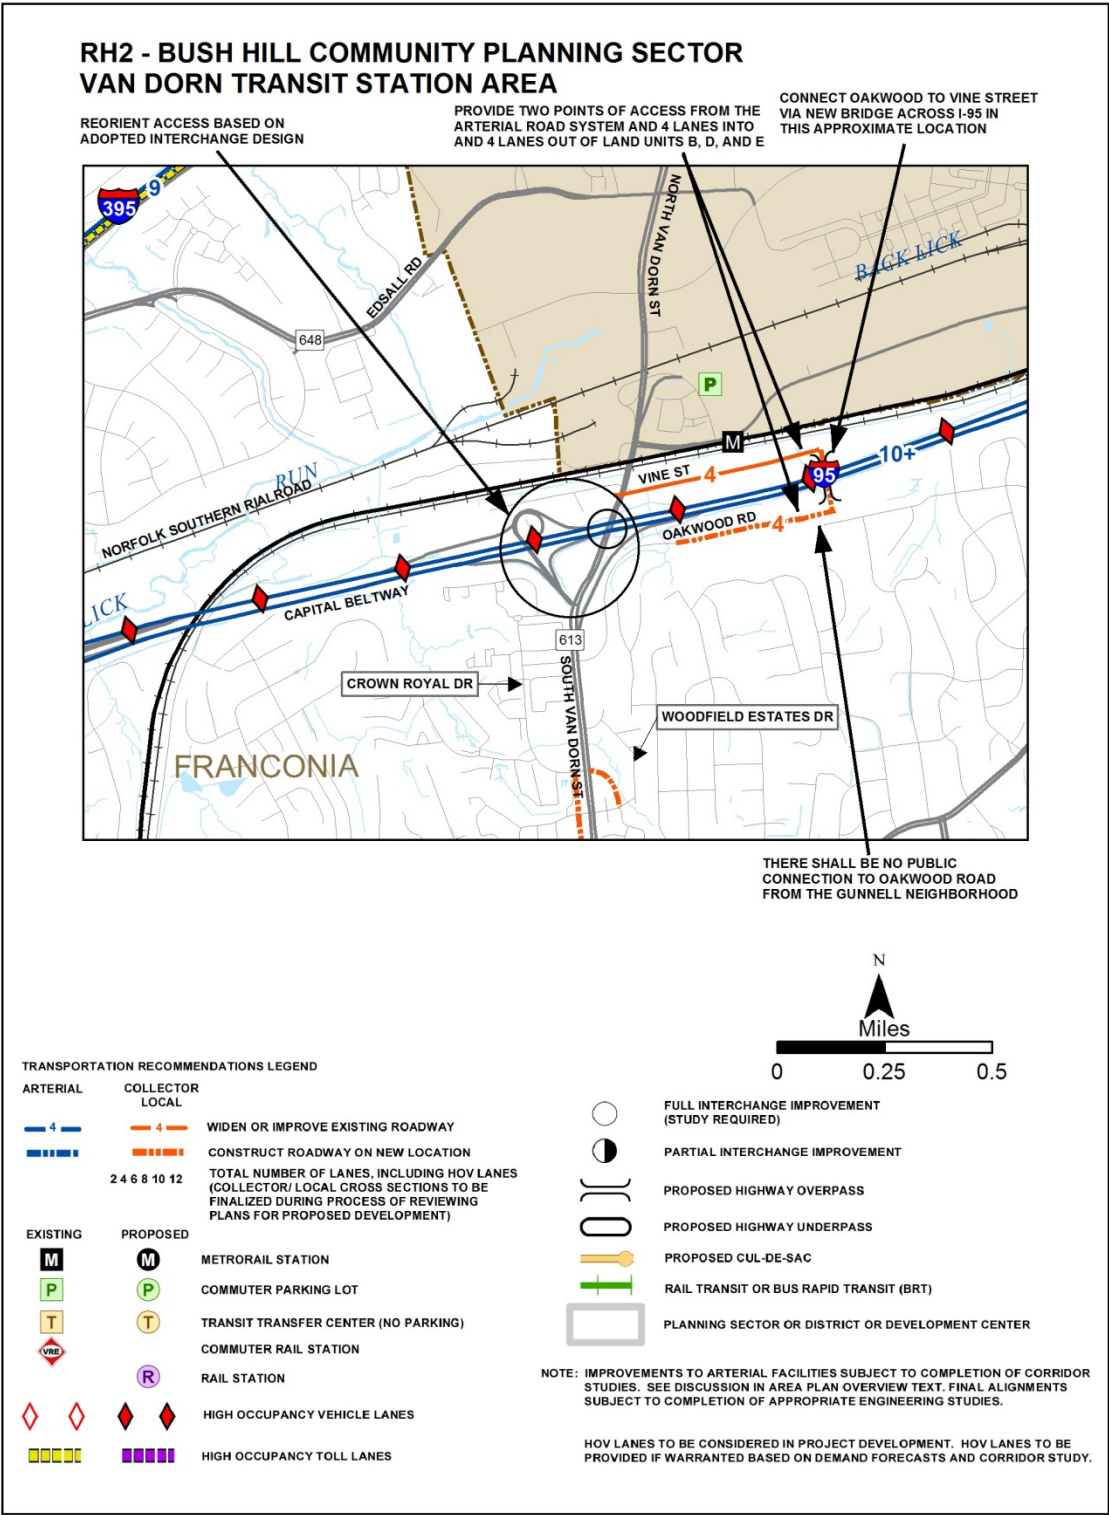 RH2 - BUSH HILL COMMUNITY PLANNING SECTOR
VAN DORN TRANSIT STATION AREA
REORIENT ACCESS BASED ON
ADOPTED INTERCHANGE DESIGN
PROVIDE TWO POINTS OF ACCESS FROM THE
ARTERIAL ROAD SYSTEM AND 4 LANES INTO
AND 4 LANES OUT OF LAND UNITS B, D, AND E
CONNECT OAKWOOD TO VINE STREET
VIA NEW BRIDGE ACROSS I-95 IN
THIS APPROXIMATE LOCATION
395
9
NORTH VAN DORN ST
BACK LICK
EDSALL RD
648
P
M
10+
RUN
VINE ST
4
95
NORFOLK SOUTHERN RIALROAD
OAKWOOD RD
4
LICK
CAPITAL BELTWAY
613
CROWN ROYAL DR
SOUTH VAN DORN ST
WOODFIELD ESTATES DR
FRANCONIA
THERE SHALL BE NO PUBLIC
CONNECTION TO OAKWOOD ROAD
FROM THE GUNNELL NEIGHBORHOOD
N
Miles
0 0.25 0.5
TRANSPORTATION RECOMMENDATIONS LEGEND
ARTERIAL
COLLECTOR
LOCAL
4 4 WIDEN OR IMPROVE EXISTING ROADWAY
CONSTRUCT ROADWAY ON NEW LOCATION
2 4 6 8 10 12 TOTAL NUMBER OF LANES, INCLUDING HOV LANES
(COLLECTOR/ LOCAL CROSS SECTIONS TO BE
FINALIZED DURING PROCESS OF REVIEWING
PLANS FOR PROPOSED DEVELOPMENT)
EXISTING PROPOSED
M M METRORAIL STATION
P P COMMUTER PARKING LOT
T T TRANSIT TRANSFER CENTER (NO PARKING)
VRE COMMUTER RAIL STATION
R RAIL STATION
HIGH OCCUPANCY VEHICLE LANES
HIGH OCCUPANCY TOLL LANES
FULL INTERCHANGE IMPROVEMENT
(STUDY REQUIRED)
PARTIAL INTERCHANGE IMPROVEMENT
PROPOSED HIGHWAY OVERPASS
PROPOSED HIGHWAY UNDERPASS
PROPOSED CUL-DE-SAC
RAIL TRANSIT OR BUS RAPID TRANSIT (BRT)
PLANNING SECTOR OR DISTRICT OR DEVELOPMENT CENTER
NOTE: IMPROVEMENTS TO ARTERIAL FACILITIES SUBJECT TO COMPLETION OF CORRIDOR
STUDIES. SEE DISCUSSION IN AREA PLAN OVERVIEW TEXT. FINAL ALIGNMENTS
SUBJECT TO COMPLETION OF APPROPRIATE ENGINEERING STUDIES.
HOV LANES TO BE CONSIDERED IN PROJECT DEVELOPMENT. HOV LANES TO BE
PROVIDED IF WARRANTED BASED ON DEMAND FORECASTS AND CORRIDOR STUDY.